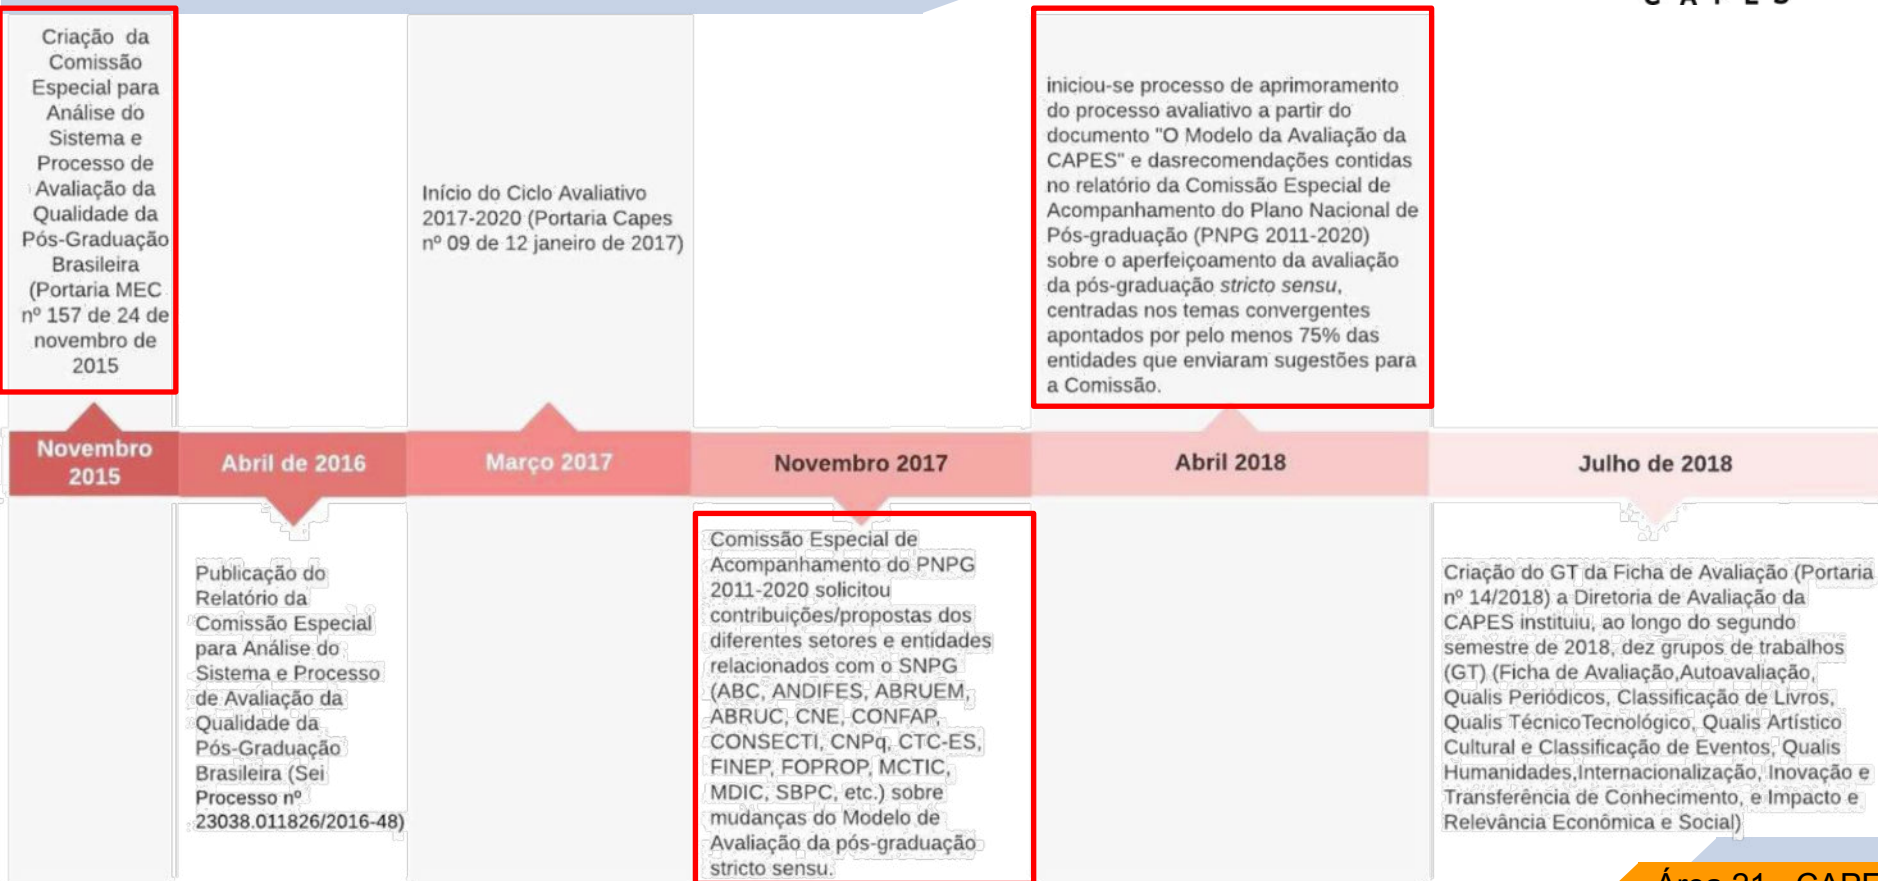 C A P E S
Criação da
Comissão
Especial para
Análise do
Sistema e
Processo de
Avaliação da
Qualidade da
Pós-Graduação
Brasileira
(Portaria MEC
nº 157 de 24 de
novembro de
2015
Início do Ciclo Avaliativo
2017-2020 (Portaria Capes
nº 09 de 12 janeiro de 2017)
iniciou-se processo de aprimoramento
do processo avaliativo a partir do
documento "O Modelo da Avaliação da
CAPES" e dasrecomendações contidas
no relatório da Comissão Especial de
Acompanhamento do Plano Nacional de
Pós-graduação (PNPG 2011-2020)
sobre o aperfeiçoamento da avaliação
da pós-graduação stricto sensu,
centradas nos temas convergentes
apontados por pelo menos 75% das
entidades que enviaram sugestões para
a Comissão.
Novembro
2015
Abril de 2016
Março 2017
Novembro 2017
Abril 2018
Julho de 2018
Publicação do
Relatório da
Comissão Especial
para Análise do
Sistema e Processo
de Avaliação da
Qualidade da
Pós-Graduação
Brasileira (Sei
Processo nº
23038.011826/2016-48)
Comissão Especial de
Acompanhamento do PNPG
2011-2020 solicitou
contribuições/propostas dos
diferentes setores e entidades
relacionados com o SNPG
(ABC, ANDIFES, ABRUEM,
ABRUC, CNE, CONFAP,
CONSECTI, CNPq, CTC-ES,
FINEP, FOPROP, MCTIC,
MDIC, SBPC, etc.) sobre
mudanças do Modelo de
Avaliação da pós-graduação
stricto sensu.
Criação do GT da Ficha de Avaliação (Portaria
nº 14/2018) a Diretoria de Avaliação da
CAPES instituiu, ao longo do segundo
semestre de 2018, dez grupos de trabalhos
(GT) (Ficha de Avaliação,Autoavaliação,
Qualis Periódicos, Classificação de Livros,
Qualis TécnicoTecnológico, Qualis Artístico
Cultural e Classificação de Eventos, Qualis
Humanidades,Internacionalização, Inovação e
Transferência de Conhecimento, e Impacto e
Relevância Econômica e Social)
Área 21 - CAPE